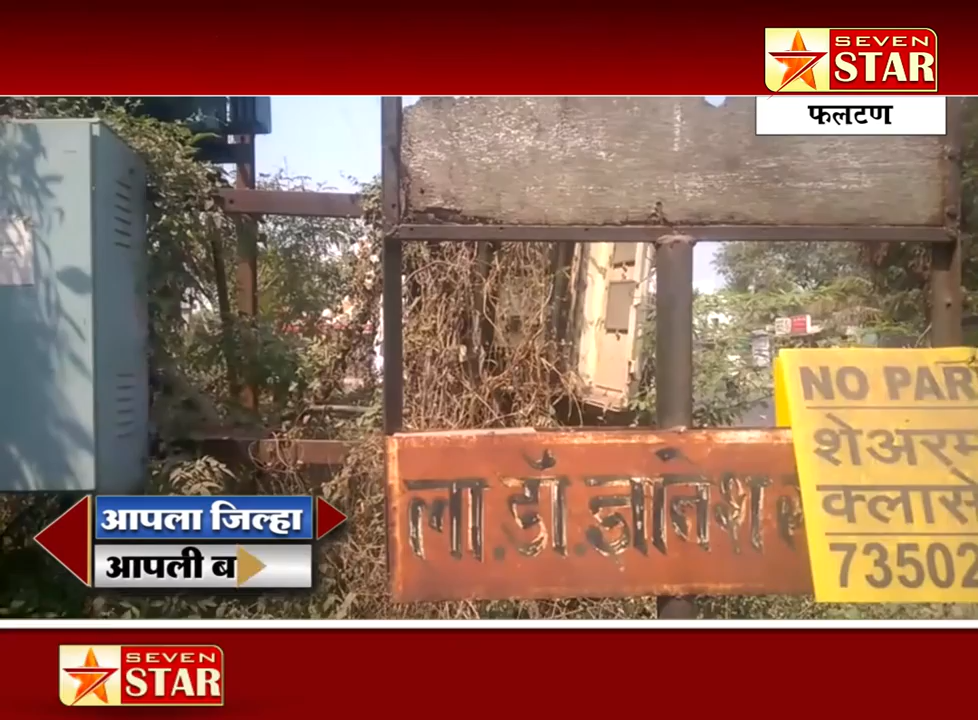 SEVEN
STAR
फलटण
NO PAR
शेअरम
क्लास
73502
ला.डॉ.ज्ञानेश
आपला जिल्हा
आपली ब
SEVEN
STAR